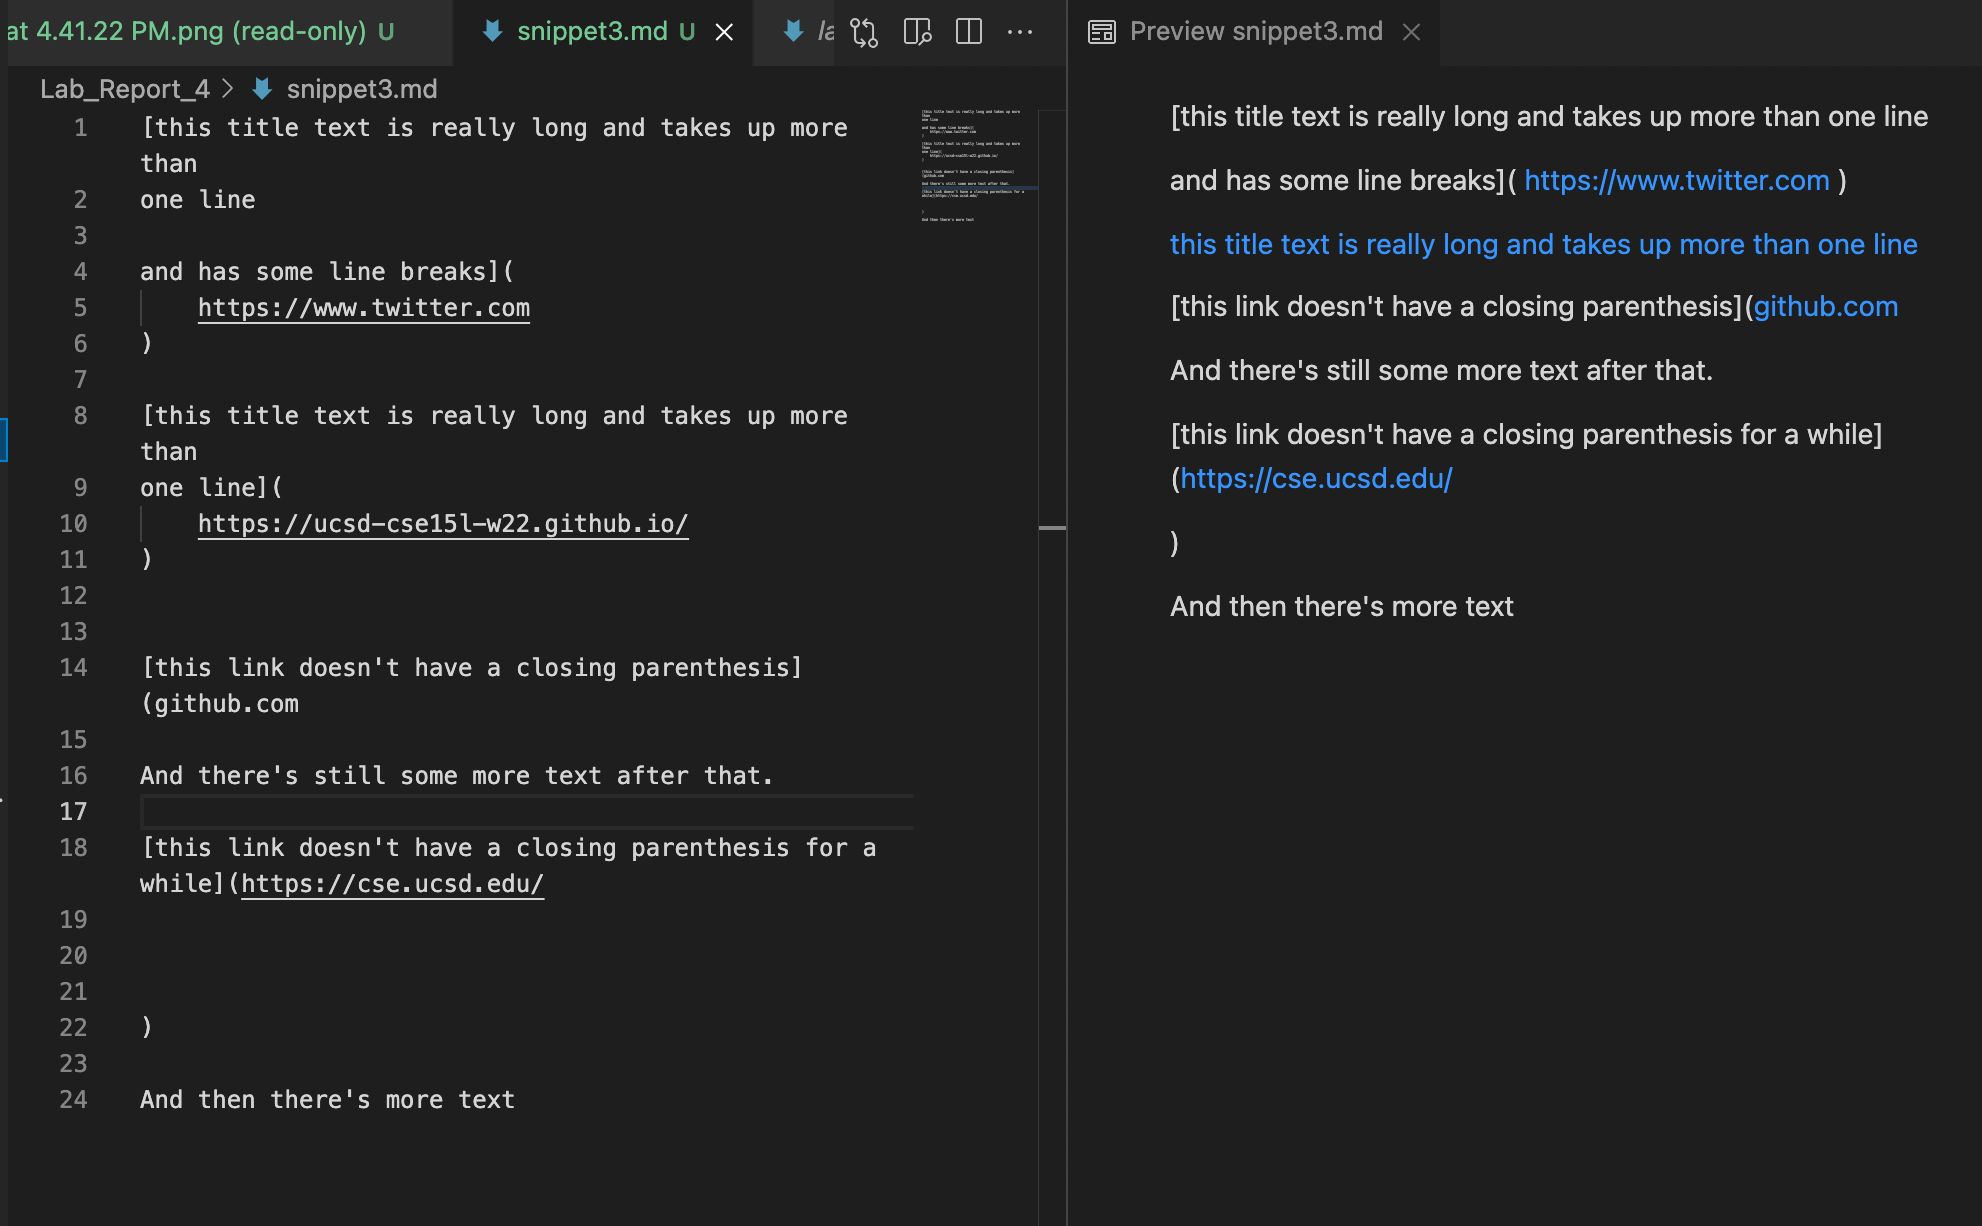 at 4.41.22 PM.png (read-only) U
snippet3.md U
la
Preview snippet3.md
Lab_Report_4 > snippet3.md
1 [this title text is really long and takes up more
than
2 one line
3
4 and has some line breaks](
5 https://www.twitter.com
6 )
7
8 [this title text is really long and takes up more
than
9 one line](
10 https://ucsd-cse15l-w22.github.io/
11 )
12
13
14 [this link doesn't have a closing parenthesis]
(github.com
15
16 And there's still some more text after that.
17
18 [this link doesn't have a closing parenthesis for a
while](https://cse.ucsd.edu/
19
20
21
22 )
23
24 And then there's more text
[this title text is really long and takes up more than one line
and has some line breaks]( https://www.twitter.com )
this title text is really long and takes up more than one line
[this link doesn't have a closing parenthesis](github.com
And there's still some more text after that.
[this link doesn't have a closing parenthesis for a while]
(https://cse.ucsd.edu/
)
And then there's more text